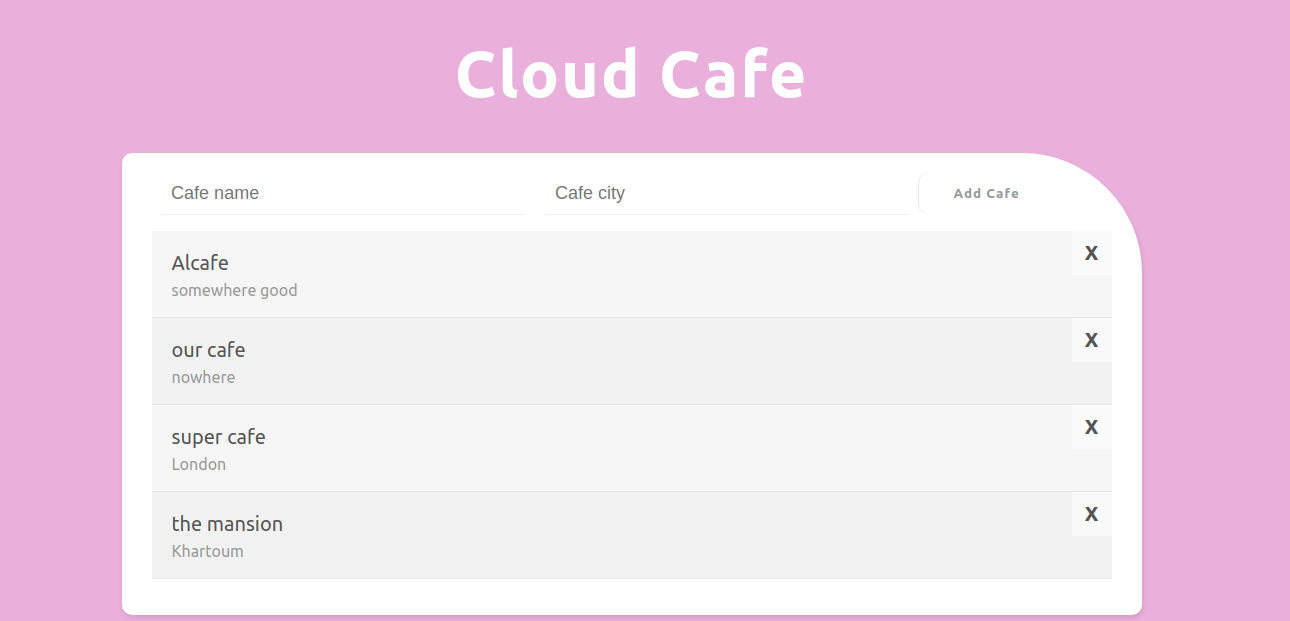 Cloud Cafe
Cafe name
Cafe city
Add Cafe
Alcafe
X
somewhere good
our cafe
X
nowhere
super cafe
X
London
the mansion
X
Khartoum